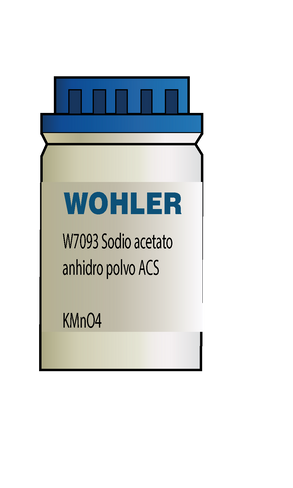 WOHLER
W7093 Sodio acetato
anhidro polvo ACS
KMnO4